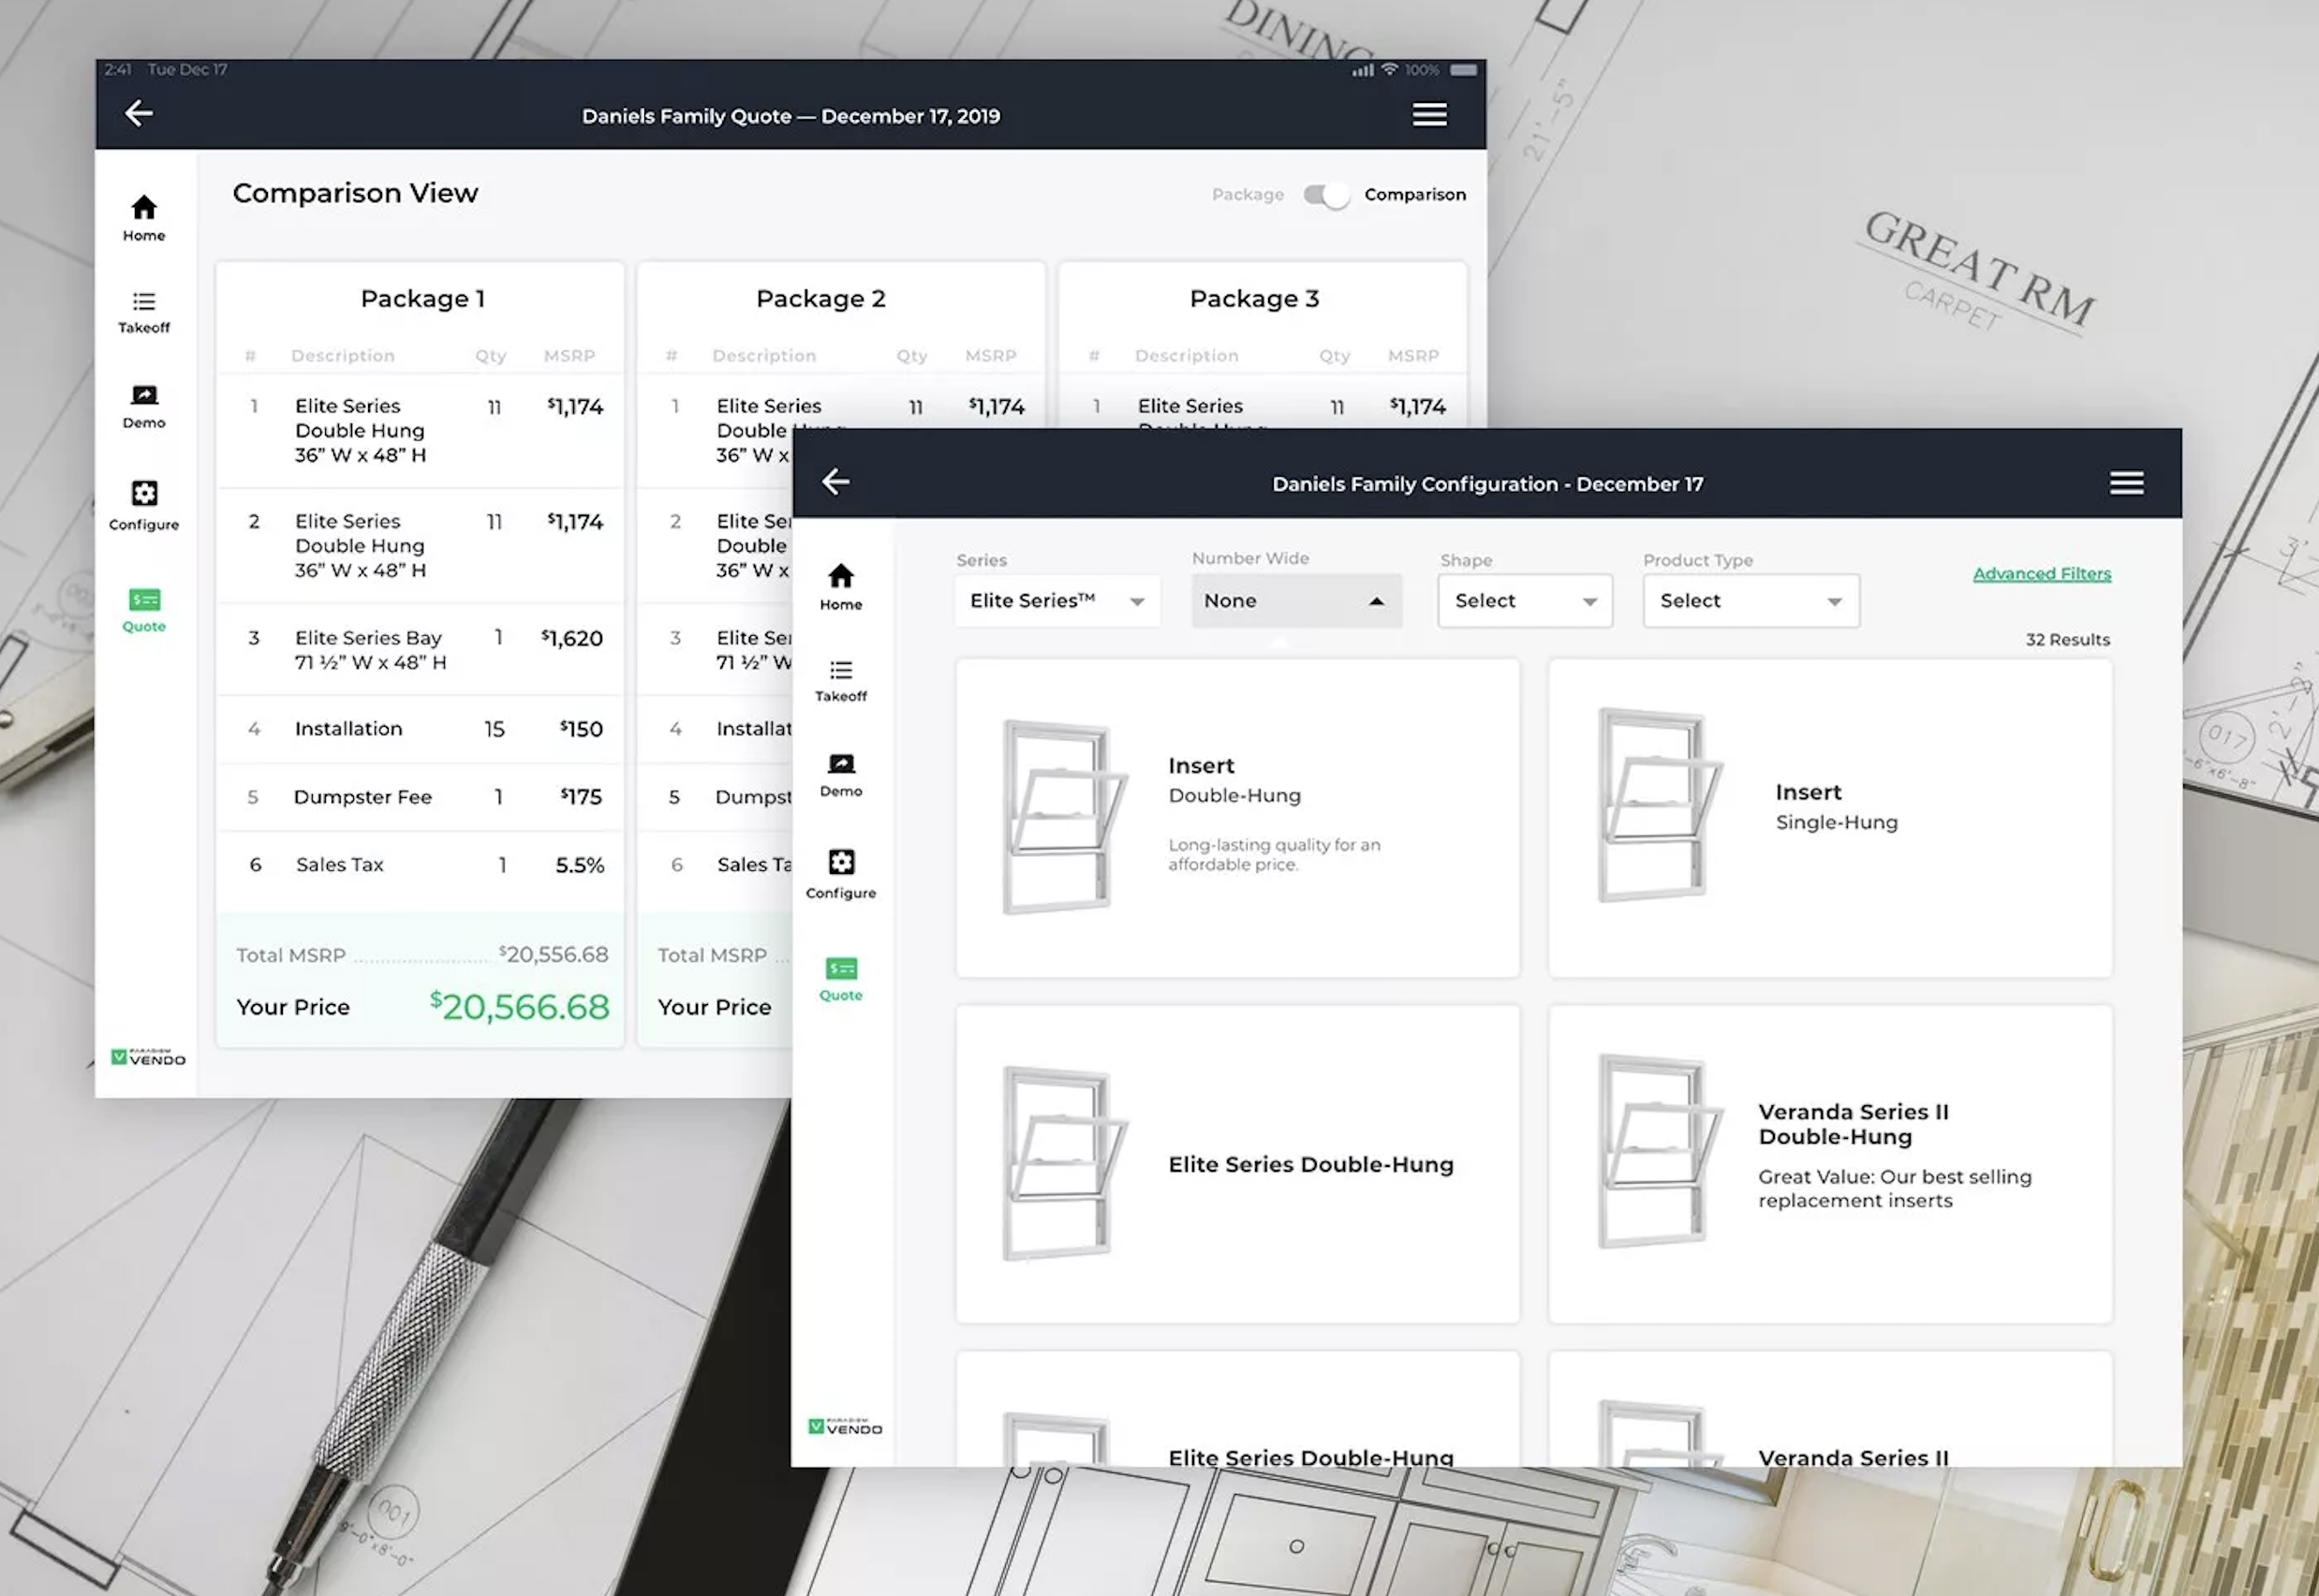 DINING
21'-5"
GREAT RM
CARPET
017
001
9'-0"x8'-0"
2:41 Tue Dec 17
100%
Daniels Family Quote — December 17, 2019
Comparison View
Package
Comparison
Home
Takeoff
Demo
Configure
Quote
PARADIGM
VENDO
Package 1
# Description Qty MSRP
1 Elite Series 11 $1,174
Double Hung
36” W x 48” H
2 Elite Series 11 $1,174
Double Hung
36” W x 48” H
3 Elite Series Bay 1 $1,620
71 ½” W x 48” H
4 Installation 15 $150
5 Dumpster Fee 1 $175
6 Sales Tax 1 5.5%
Total MSRP $20,556.68
Your Price $20,566.68
Package 2
# Description Qty MSRP
1 Elite Series 11 $1,174
Double Hung
36” W x
2 Elite Se
Double
36” W x
3 Elite Se
71 ½” W
4 Installat
5 Dumpst
6 Sales Ta
Total MSRP
Your Price
Package 3
# Description Qty MSRP
1 Elite Series 11 $1,174
Double Hung
Daniels Family Configuration - December 17
Home
Takeoff
Demo
Configure
Quote
PARADIGM
VENDO
Series
Elite Series™
Number Wide
None
Shape
Select
Product Type
Select
Advanced Filters
32 Results
Insert
Double-Hung
Long-lasting quality for an
affordable price.
Insert
Single-Hung
Elite Series Double-Hung
Veranda Series II
Double-Hung
Great Value: Our best selling
replacement inserts
Elite Series Double-Hung
Veranda Series II